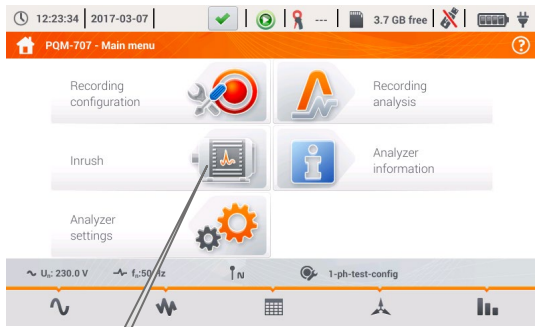 12:23:34 2017-03-07 --- 3.7 GB free
PQM-707 - Main menu ?
Recording
configuration
Recording
analysis
Inrush
Analyzer
information
Analyzer
settings
Uₙ: 230.0 V fₙ:50 Hz N 1-ph-test-config